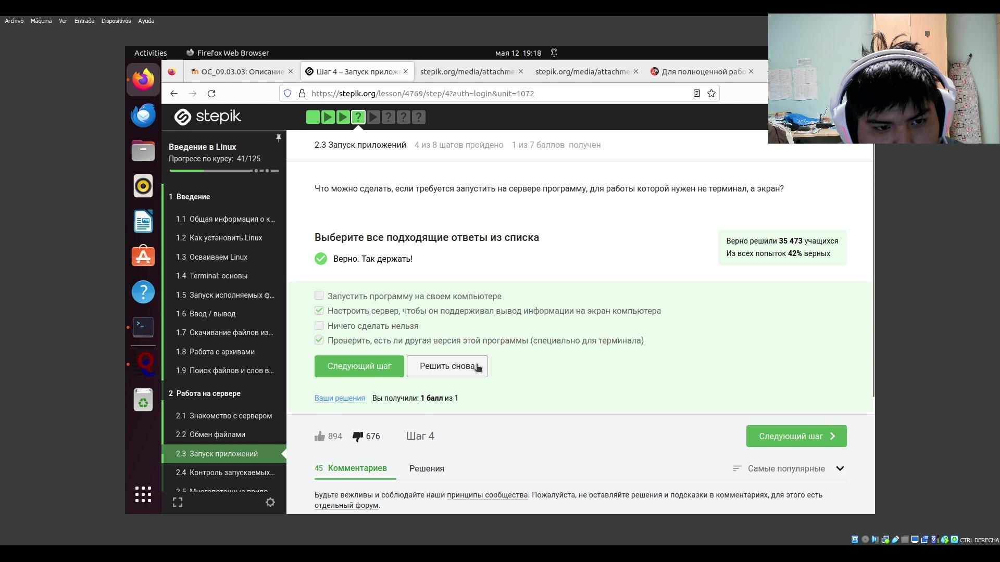 Archivo Máquina Ver Entrada Dispositivos Ayuda
Activities Firefox Web Browser мая 12 19:18
ОС_09.03.03: Описание
Шаг 4 – Запуск приложе
stepik.org/media/attachme
stepik.org/media/attachme
Для полноценной рабо
https://stepik.org/lesson/4769/step/4?auth=login&unit=1072
stepik
Введение в Linux
Прогресс по курсу: 41/125
1 Введение
1.1 Общая информация о к...
1.2 Как установить Linux
1.3 Осваиваем Linux
1.4 Terminal: основы
1.5 Запуск исполняемых ф...
1.6 Ввод / вывод
1.7 Скачивание файлов из...
1.8 Работа с архивами
1.9 Поиск файлов и слов в...
2 Работа на сервере
2.1 Знакомство с сервером
2.2 Обмен файлами
2.3 Запуск приложений
2.4 Контроль запускаемых...
2.5 Многопоточные прило...
2.3 Запуск приложений 4 из 8 шагов пройдено 1 из 7 баллов получен
Что можно сделать, если требуется запустить на сервере программу, для работы которой нужен не терминал, а экран?
Выберите все подходящие ответы из списка
Верно. Так держать!
Верно решили 35 473 учащихся
Из всех попыток 42% верных
Запустить программу на своем компьютере
Настроить сервер, чтобы он поддерживал вывод информации на экран компьютера
Ничего сделать нельзя
Проверить, есть ли другая версия этой программы (специально для терминала)
Следующий шаг Решить снова
Ваши решения Вы получили: 1 балл из 1
894 676 Шаг 4 Следующий шаг
45 Комментариев Решения Самые популярные
Будьте вежливы и соблюдайте наши принципы сообщества. Пожалуйста, не оставляйте решения и подсказки в комментариях, для этого есть
отдельный форум.
CTRL DERECHA